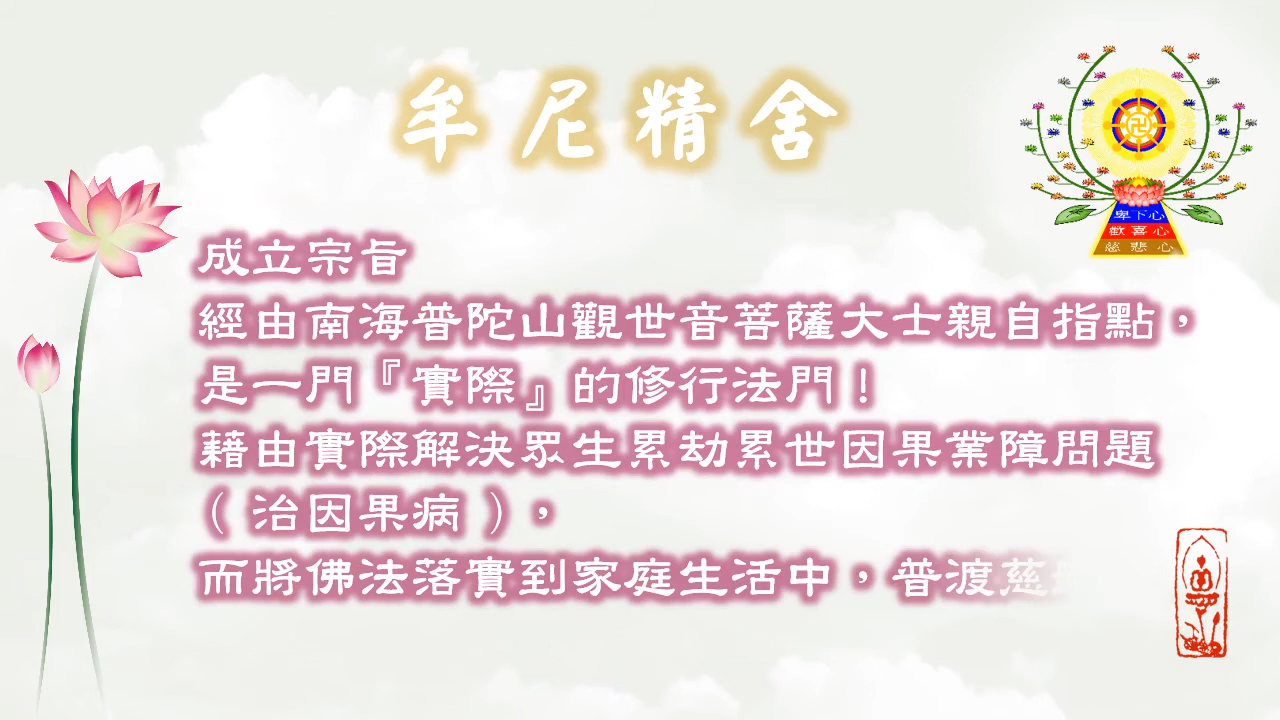 牟尼精舍
卑下心
歡喜心
慈悲心
成立宗旨
經由南海普陀山觀世音菩薩大士親自指點，
是一門『實際』的修行法門！
藉由實際解決眾生累劫累世因果業障問題
（治因果病），
而將佛法落實到家庭生活中，普渡慈